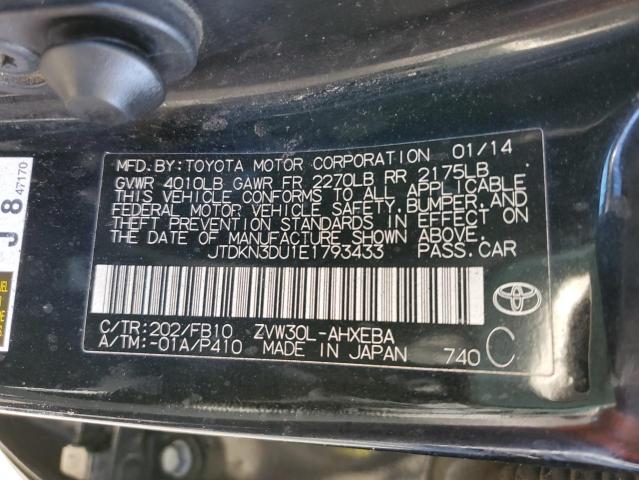 MFD.BY:TOYOTA MOTOR CORPORATION 01/14
GVWR 4010LB GAWR FR 2270LB RR 2175LB
THIS VEHICLE CONFORMS TO ALL APPLICABLE
FEDERAL MOTOR VEHICLE SAFETY, BUMPER, AND
THEFT PREVENTION STANDARDS IN EFFECT ON
THE DATE OF MANUFACTURE SHOWN ABOVE.
JTDKN3DU1E1793433 PASS.CAR
C/TR:202/FB10 ZVW30L-AHXEBA
A/TM:-01A/P410 MADE IN JAPAN 740 C
J 8
47170